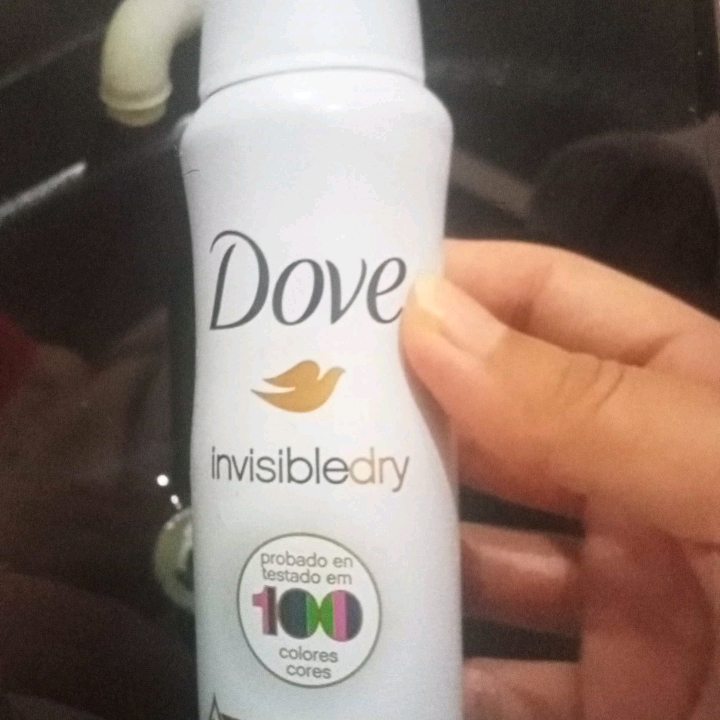 Dove
invisibledry
probado en
testado em
100
colores
cores